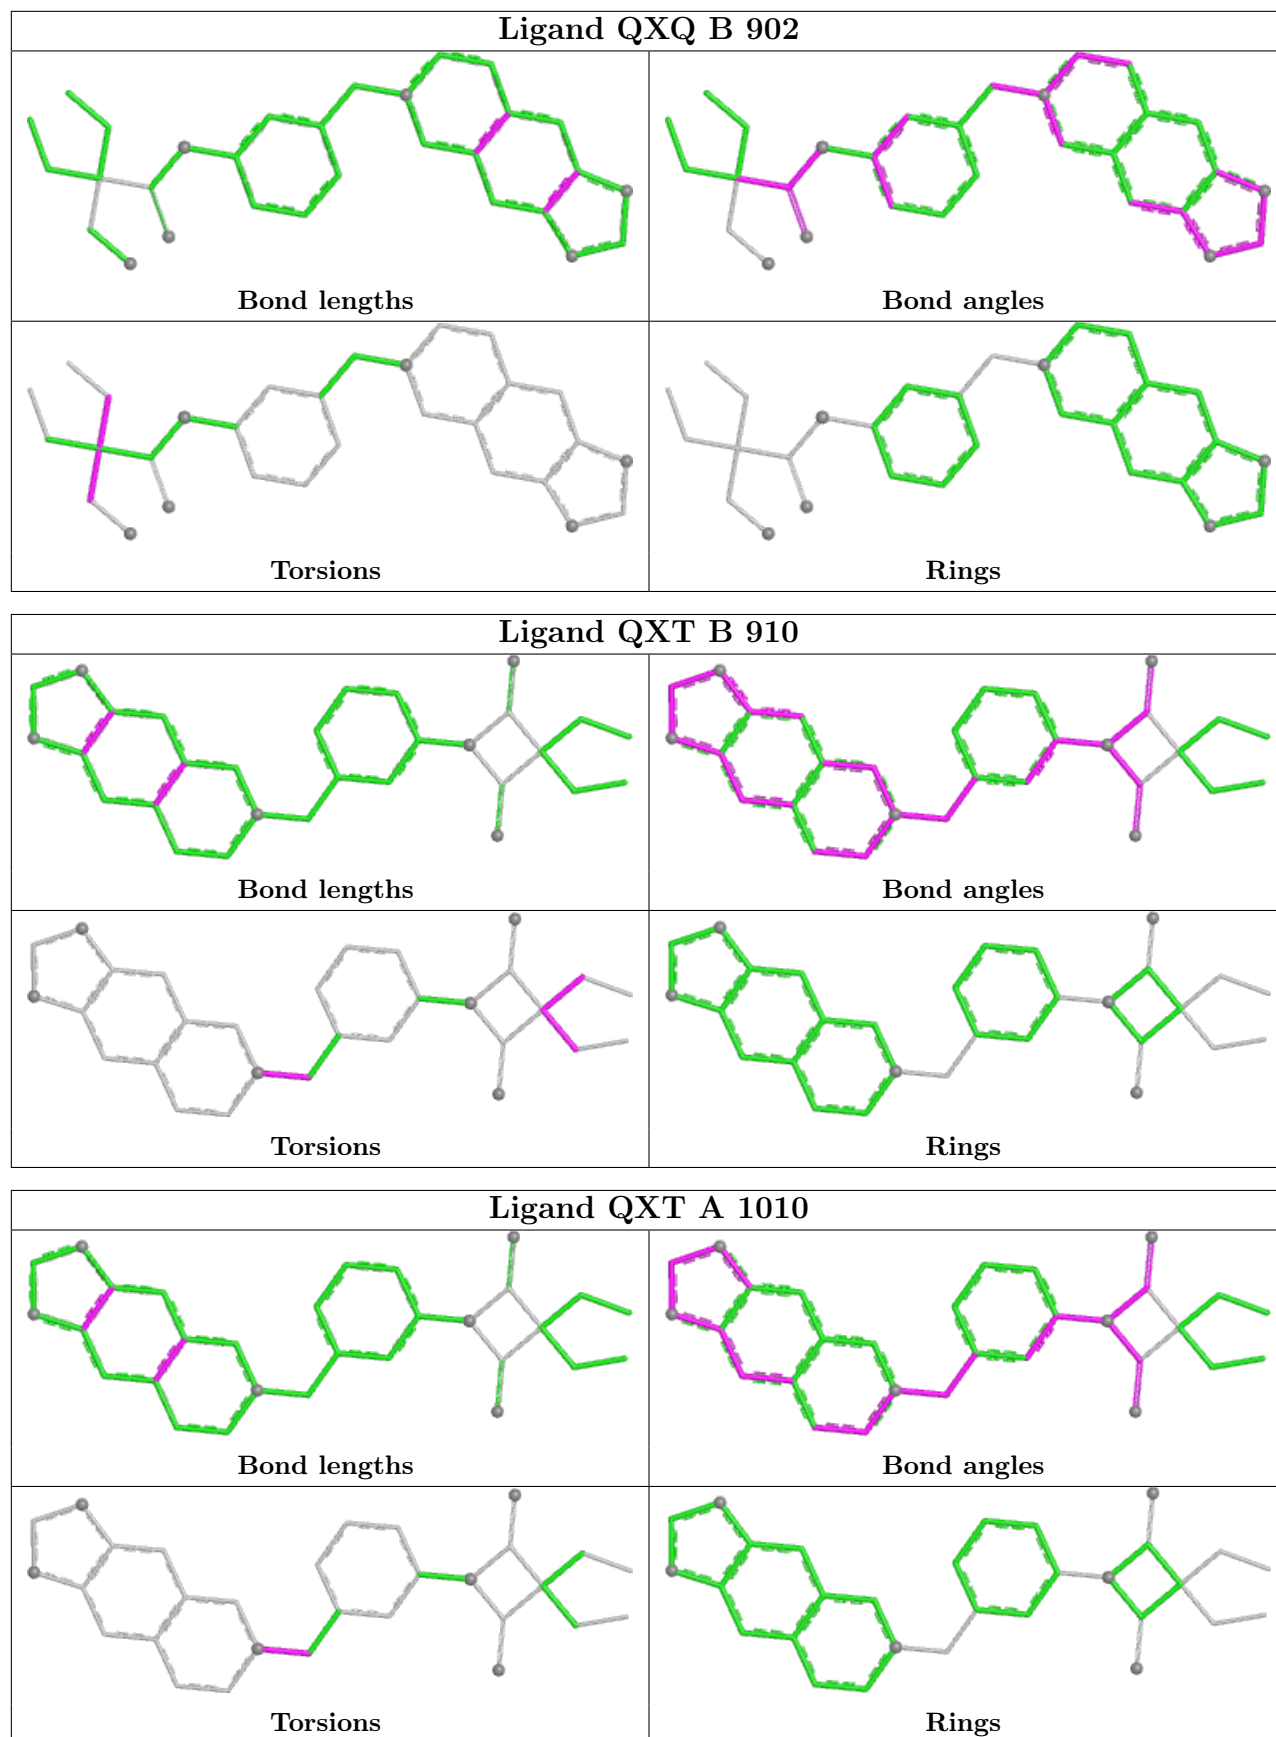 Ligand QXQ B 902
Bond lengths
Bond angles
Torsions
Rings
Ligand QXT B 910
Bond lengths
Bond angles
Torsions
Rings
Ligand QXT A 1010
Bond lengths
Bond angles
Torsions
Rings